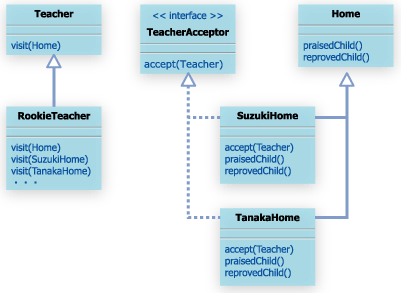 Teacher
visit(Home)
RookieTeacher
visit(Home)
visit(SuzukiHome)
visit(TanakaHome)
・・・
<< interface >>
TeacherAcceptor
accept(Teacher)
Home
praisedChild()
reprovedChild()
SuzukiHome
accept(Teacher)
praisedChild()
reprovedChild()
TanakaHome
accept(Teacher)
praisedChild()
reprovedChild()